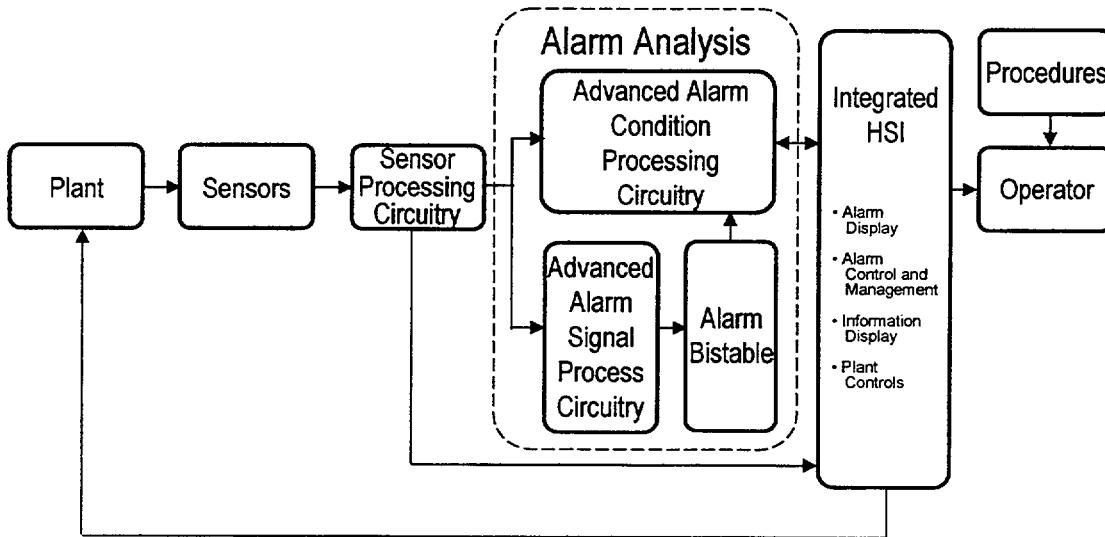 Alarm Analysis
Plant
Sensors
Sensor
Processing
Circuitry
Advanced Alarm
Condition
Processing
Circuitry
Advanced
Alarm
Signal
Process
Circuitry
Alarm
Bistable
Integrated
HSI
• Alarm
Display
• Alarm
Control and
Management
• Information
Display
• Plant
Controls
Procedures
Operator